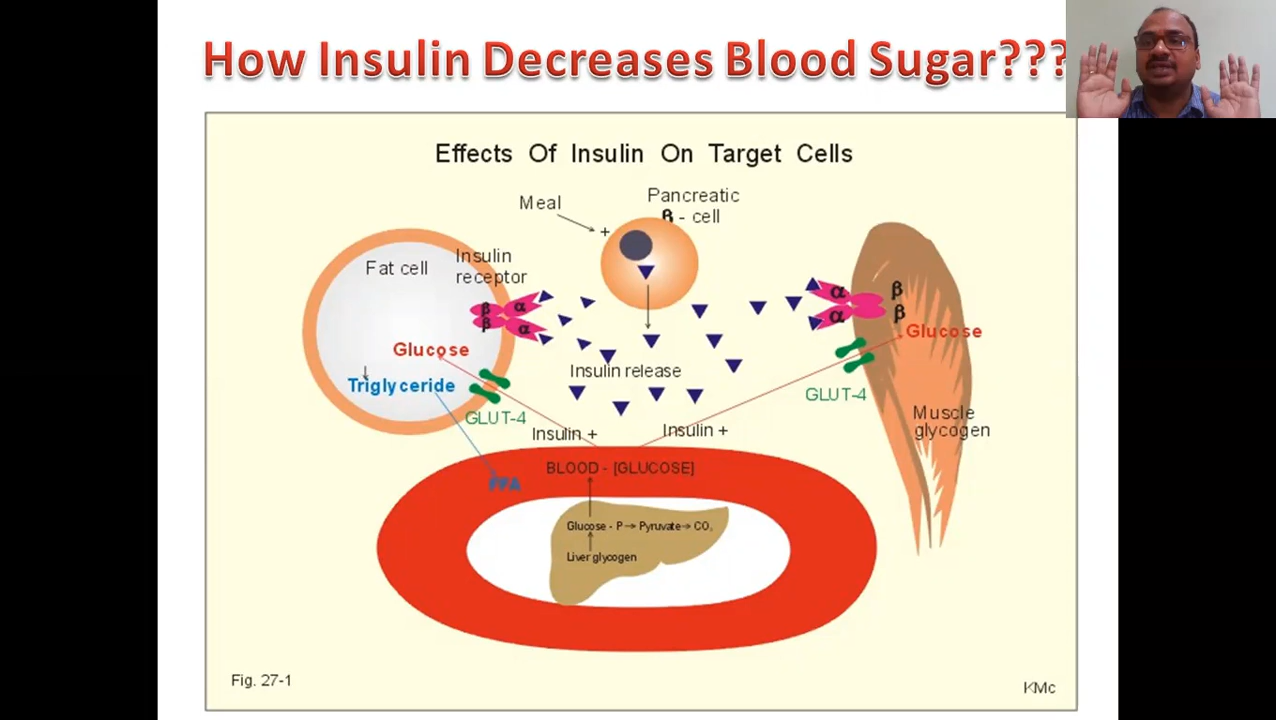 How Insulin Decreases Blood Sugar???
Effects Of Insulin On Target Cells
Meal
+
Pancreatic
β - cell
Fat cell
Insulin
receptor
β
β
α
α
α
α
β
β
Glucose
Glucose
Triglyceride
Insulin release
GLUT-4
GLUT-4
Insulin +
Insulin +
Muscle
glycogen
BLOOD - [GLUCOSE]
FFA
Glucose - P → Pyruvate → CO₂
Liver glycogen
Fig. 27-1
KMc